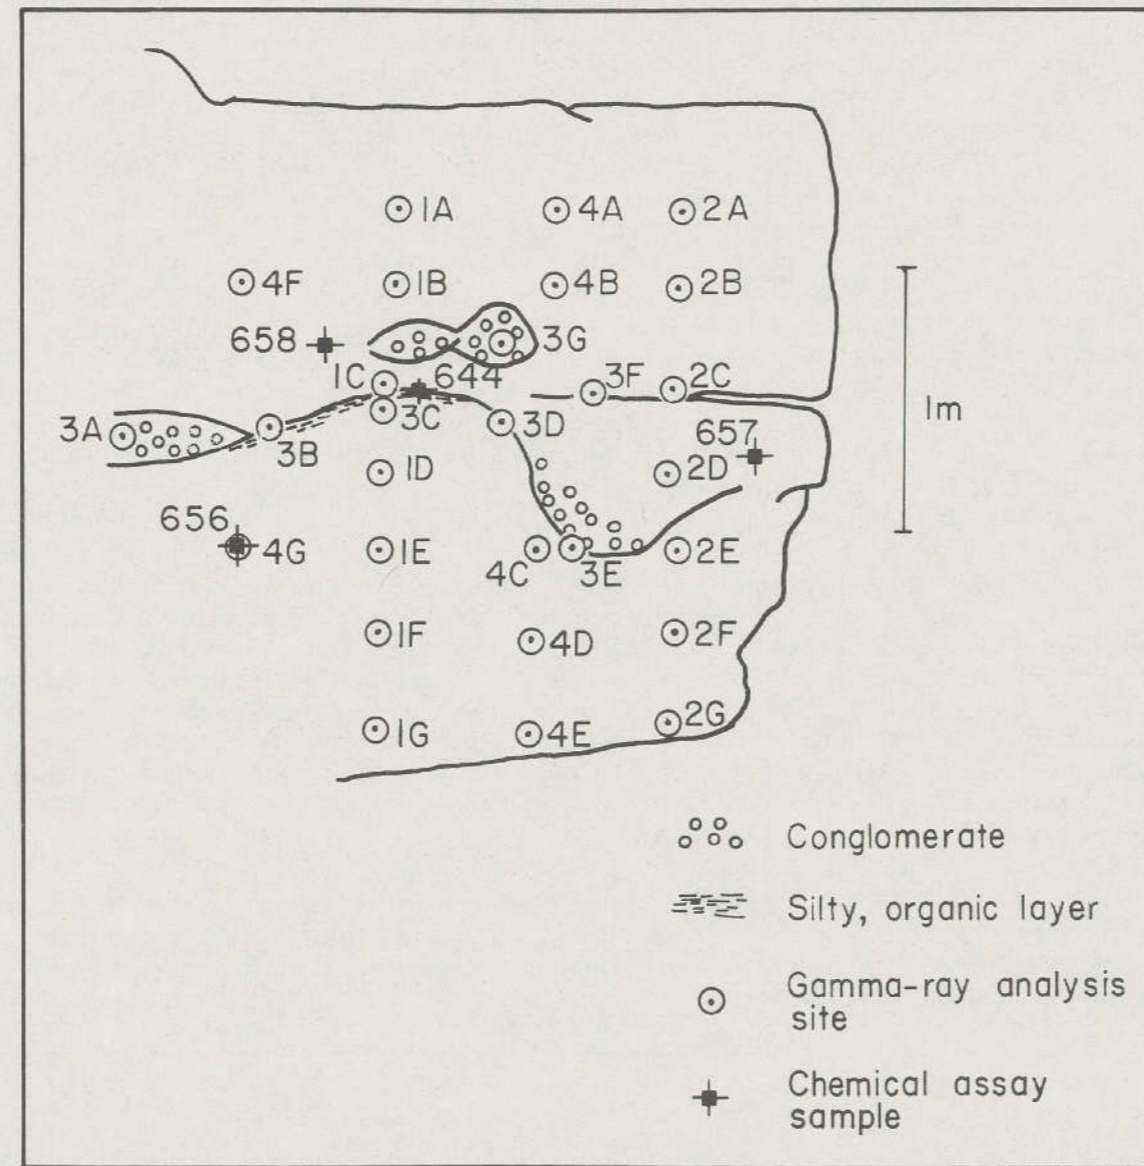 1A
4A
2A
4F
1B
4B
2B
658
3G
1C
644
3F
2C
1m
3A
3B
3C
3D
657
1D
2D
656
4G
1E
4C
3E
2E
1F
4D
2F
1G
4E
2G
Conglomerate
Silty, organic layer
Gamma-ray analysis
site
Chemical assay
sample